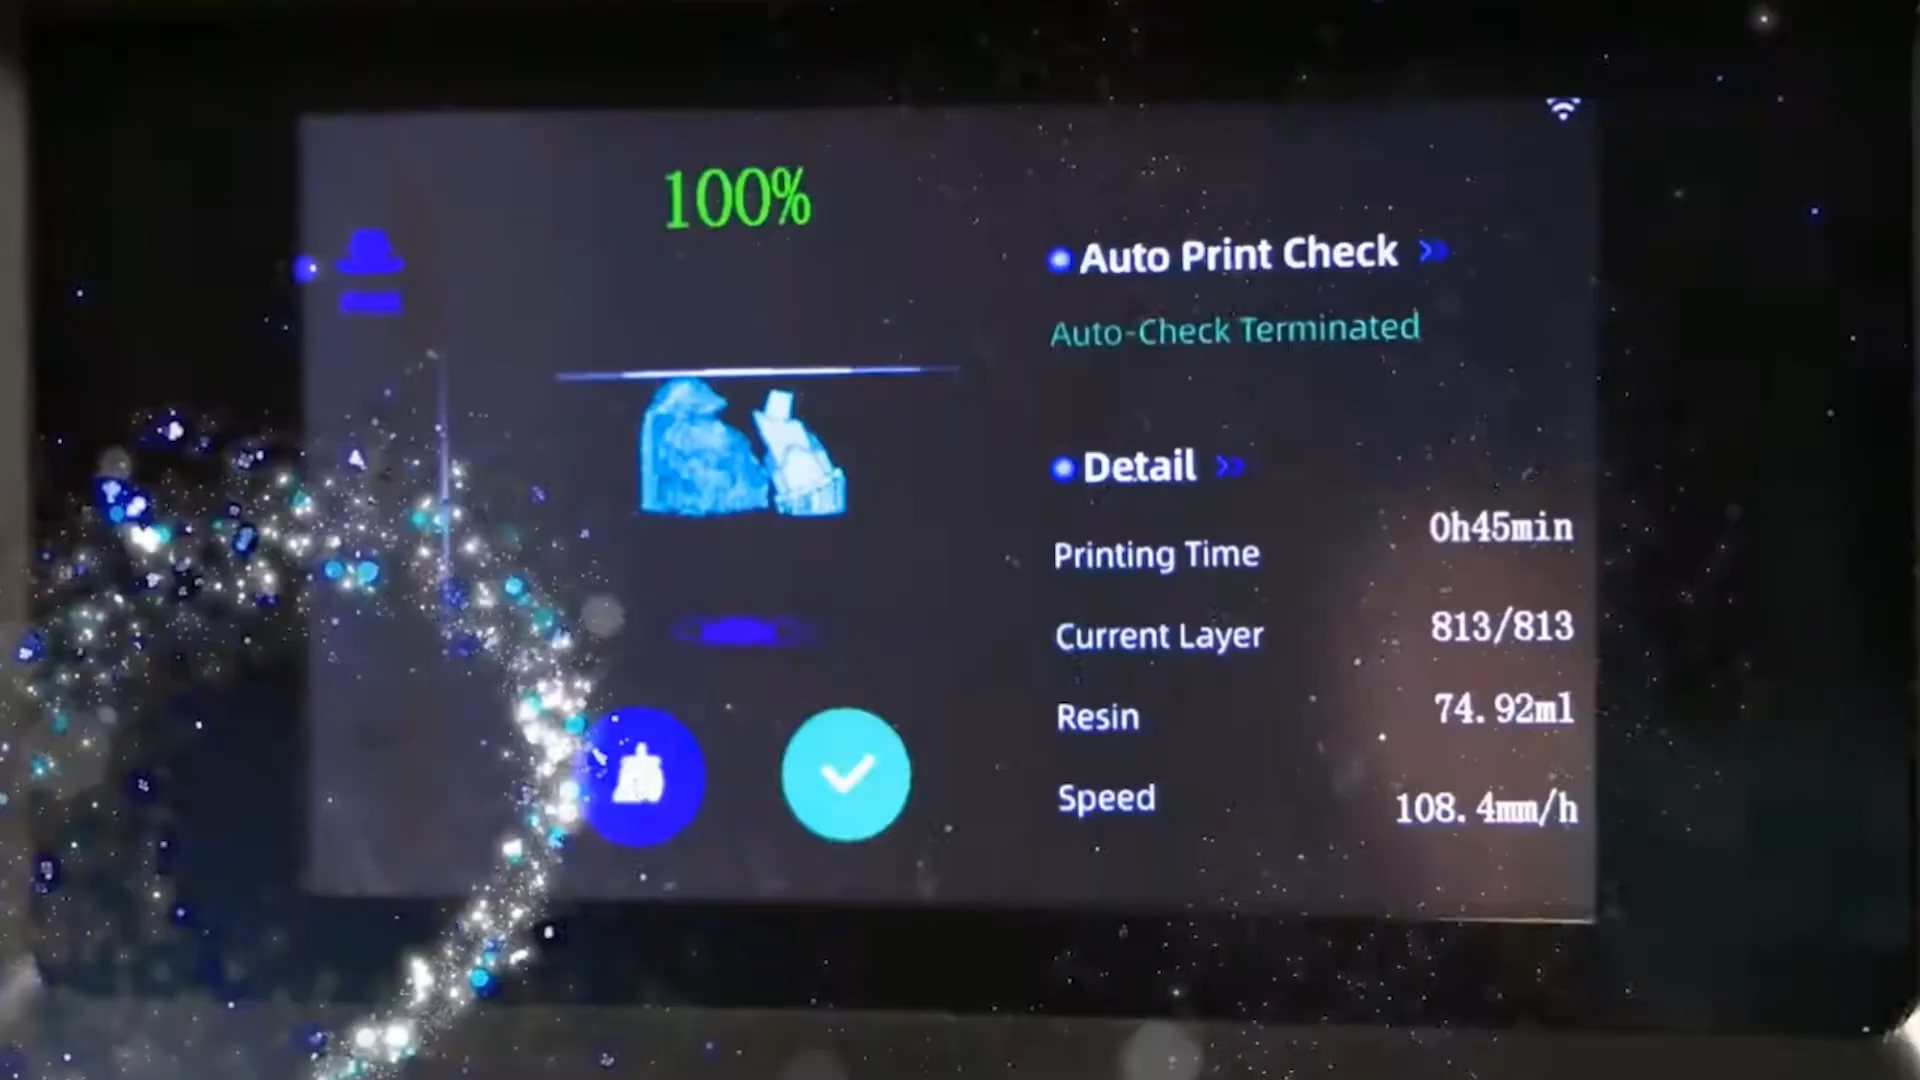 100%
Auto Print Check
Auto-Check Terminated
Detail
Printing Time 0h45min
Current Layer 813/813
Resin 74.92ml
Speed 108.4mm/h